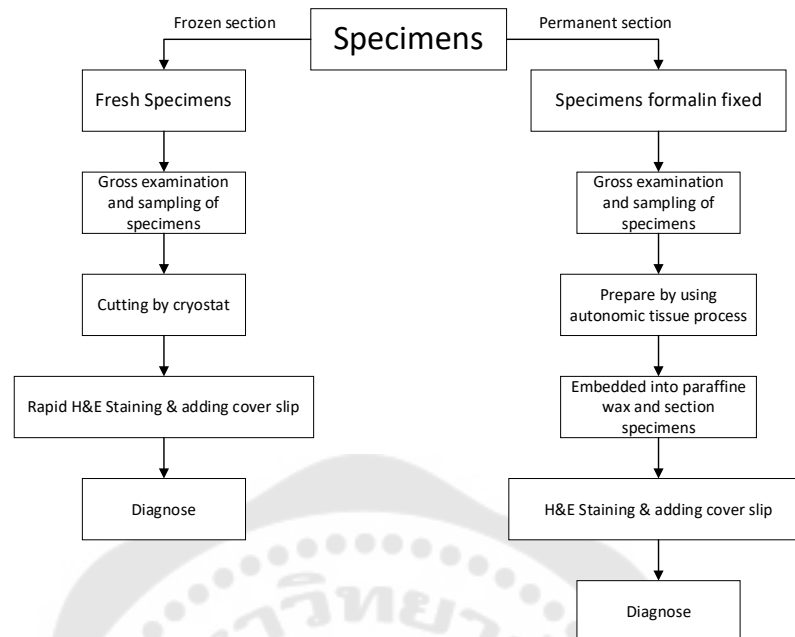 Frozen section
Specimens
Permanent section
Fresh Specimens
Specimens formalin fixed
Gross examination
and sampling of
specimens
Gross examination
and sampling of
specimens
Cutting by cryostat
Prepare by using
autonomic tissue process
Rapid H&E Staining & adding cover slip
Embedded into paraffine
wax and section
specimens
Diagnose
H&E Staining & adding cover slip
Diagnose